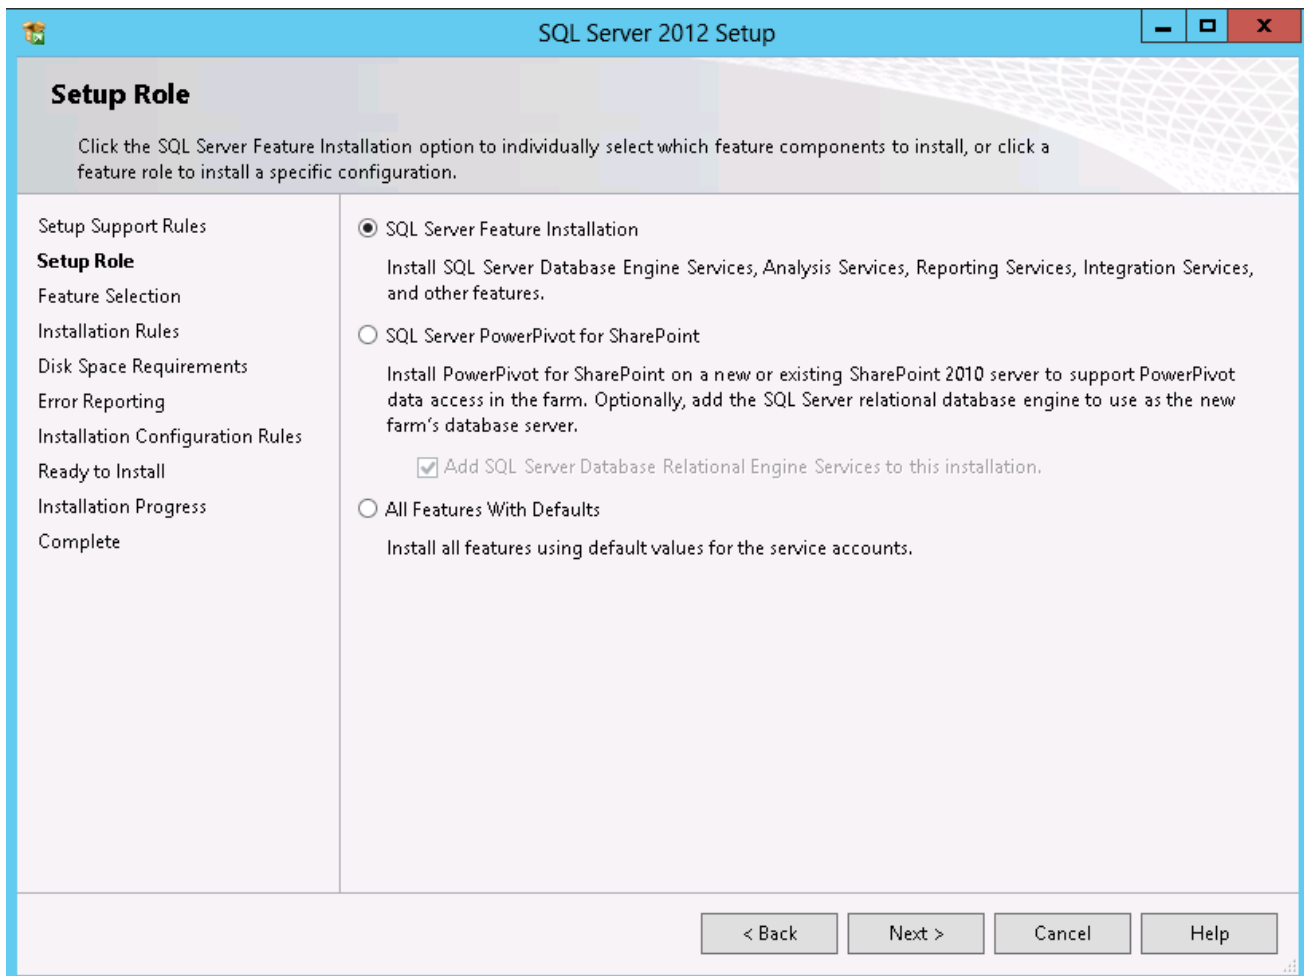 SQL Server 2012 Setup
Setup Role
Click the SQL Server Feature Installation option to individually select which feature components to install, or click a
feature role to install a specific configuration.
Setup Support Rules
Setup Role
Feature Selection
Installation Rules
Disk Space Requirements
Error Reporting
Installation Configuration Rules
Ready to Install
Installation Progress
Complete
SQL Server Feature Installation
Install SQL Server Database Engine Services, Analysis Services, Reporting Services, Integration Services,
and other features.
SQL Server PowerPivot for SharePoint
Install PowerPivot for SharePoint on a new or existing SharePoint 2010 server to support PowerPivot
data access in the farm. Optionally, add the SQL Server relational database engine to use as the new
farm's database server.
Add SQL Server Database Relational Engine Services to this installation.
All Features With Defaults
Install all features using default values for the service accounts.
< Back
Next >
Cancel
Help